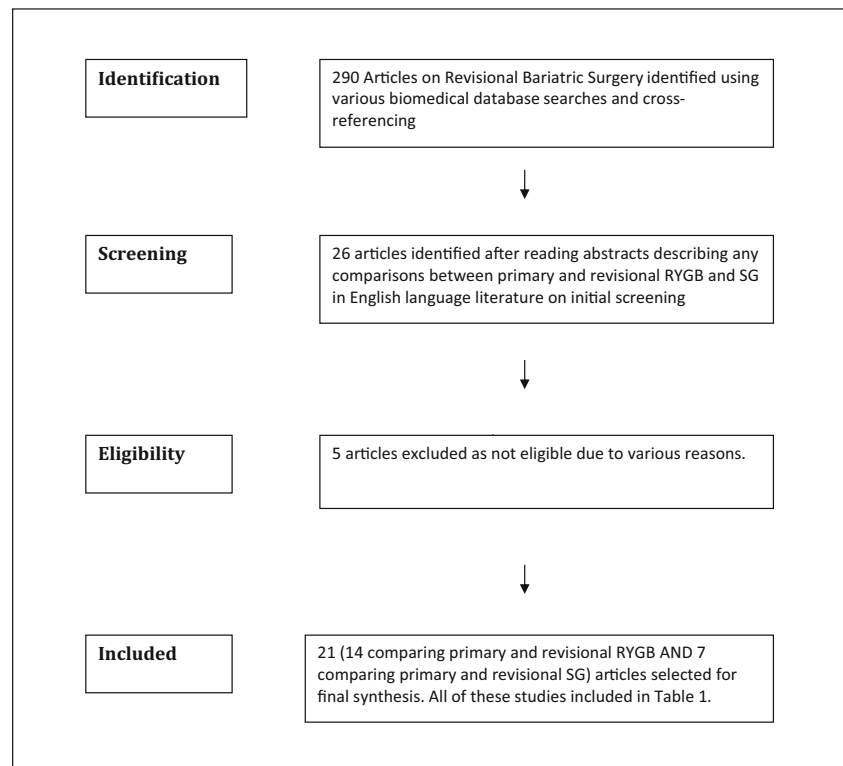 Identification
290 Articles on Revisional Bariatric Surgery identified using
various biomedical database searches and cross-
referencing
Screening
26 articles identified after reading abstracts describing any
comparisons between primary and revisional RYGB and SG
in English language literature on initial screening
Eligibility
5 articles excluded as not eligible due to various reasons.
Included
21 (14 comparing primary and revisional RYGB AND 7
comparing primary and revisional SG) articles selected for
final synthesis. All of these studies included in Table 1.